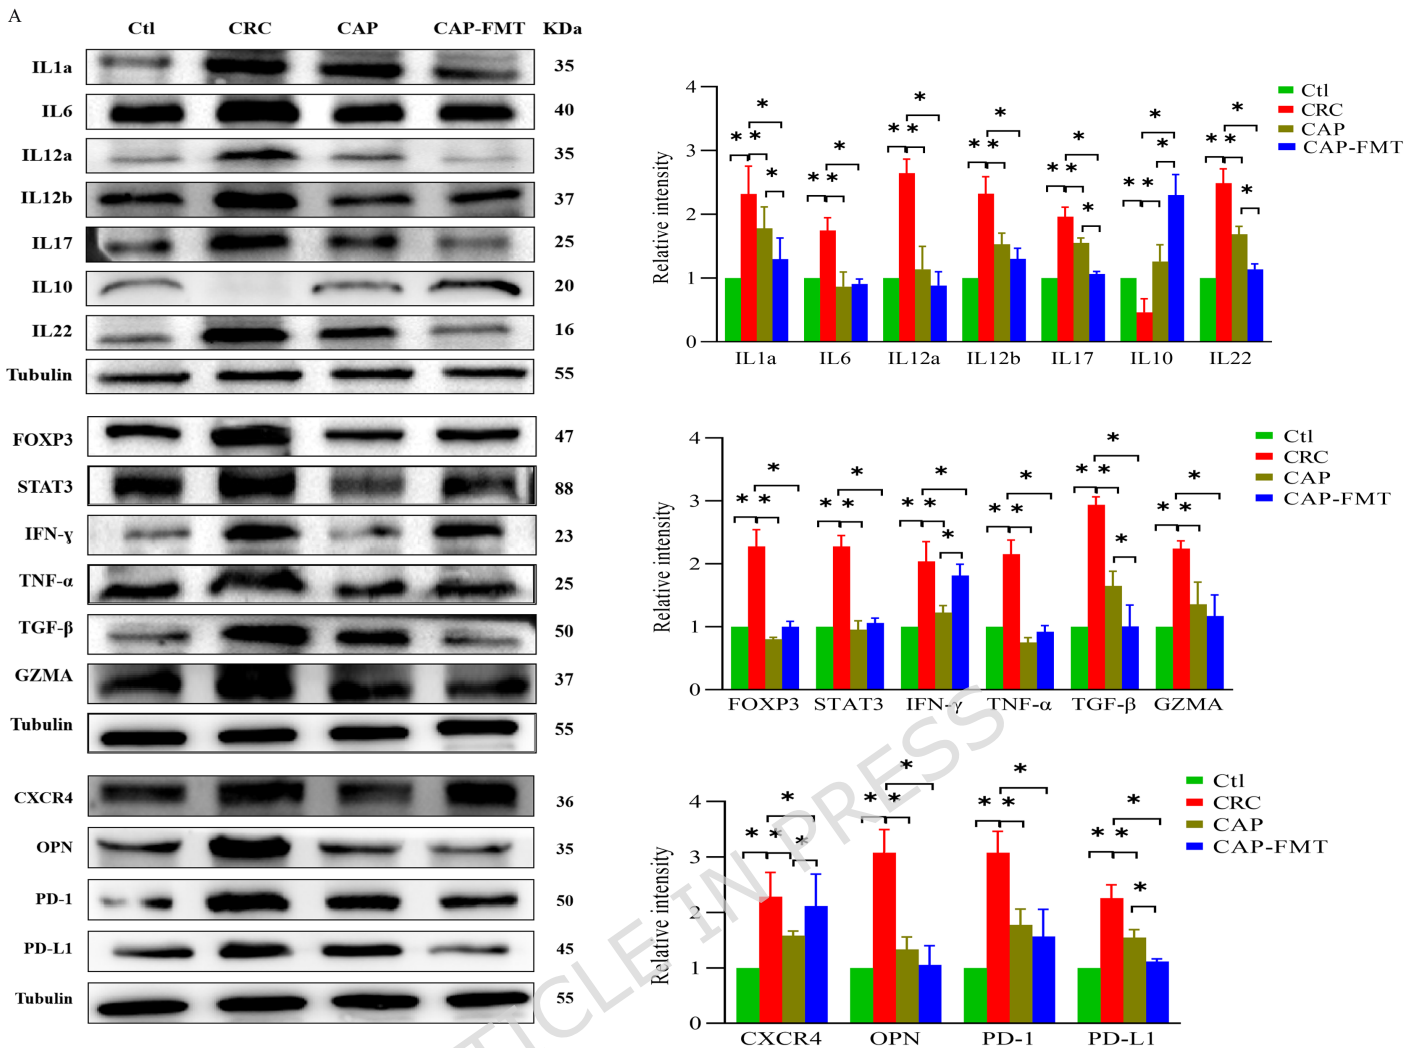 A
Ctl CRC CAP CAP-FMT KDa
IL1a 35
IL6 40
IL12a 35
IL12b 37
IL17 25
IL10 20
IL22 16
Tubulin 55
FOXP3 47
STAT3 88
IFN-γ 23
TNF-α 25
TGF-β 50
GZMA 37
Tubulin 55
CXCR4 36
OPN 35
PD-1 50
PD-L1 45
Tubulin 55
Relative intensity
4
3
2
1
0
* * * * * * * * * * * * * * * * * * * * * * * * * *
IL1a IL6 IL12a IL12b IL17 IL10 IL22
Ctl
CRC
CAP
CAP-FMT
Relative intensity
4
3
2
1
0
* * * * * * * * * * * * * * * * * * * *
FOXP3 STAT3 IFN-γ TNF-α TGF-β GZMA
Ctl
CRC
CAP
CAP-FMT
Relative intensity
4
3
2
1
0
* * * * * * * * * * * * * *
CXCR4 OPN PD-1 PD-L1
Ctl
CRC
CAP
CAP-FMT
TICLE IN PRESS